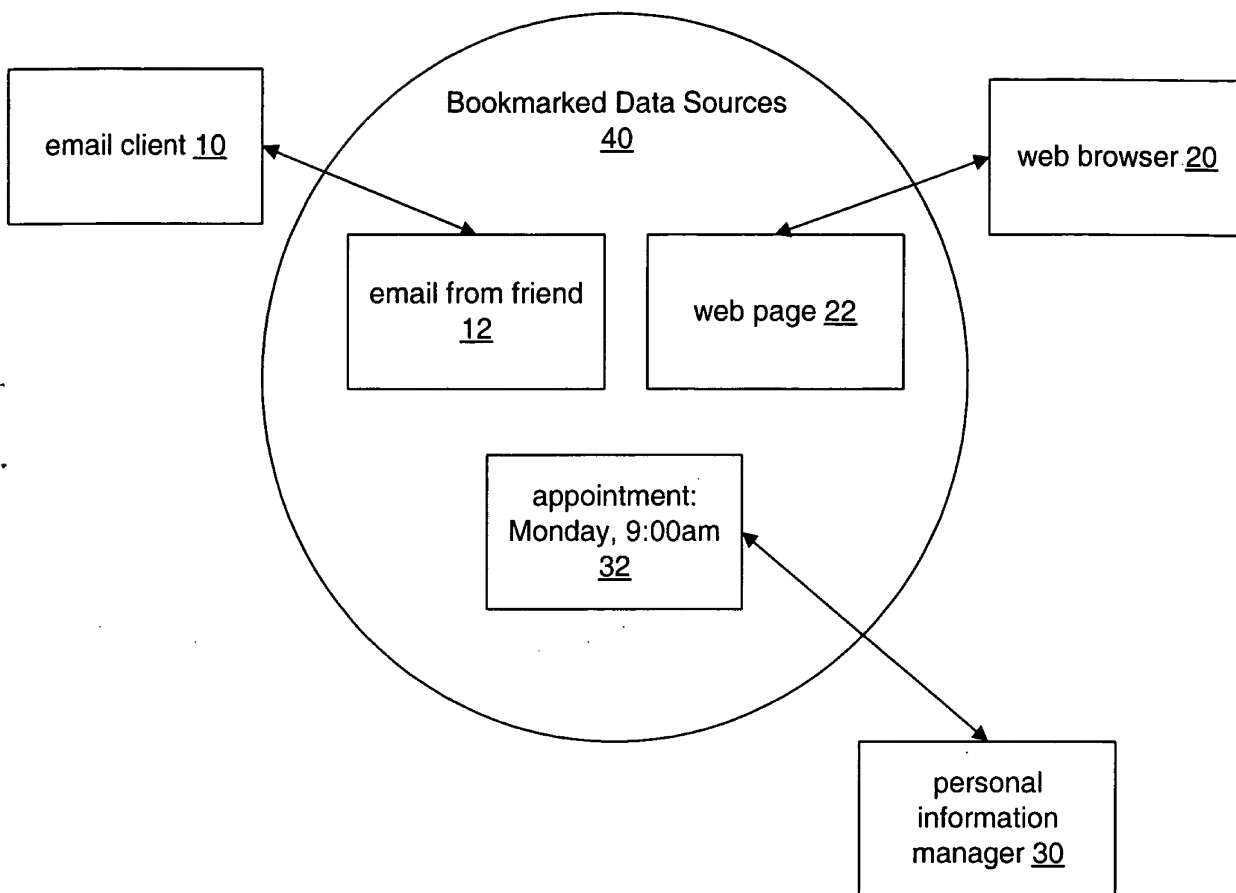 Bookmarked Data Sources
40
email client 10
web browser 20
email from friend
12
web page 22
appointment:
Monday, 9:00am
32
personal
information
manager 30